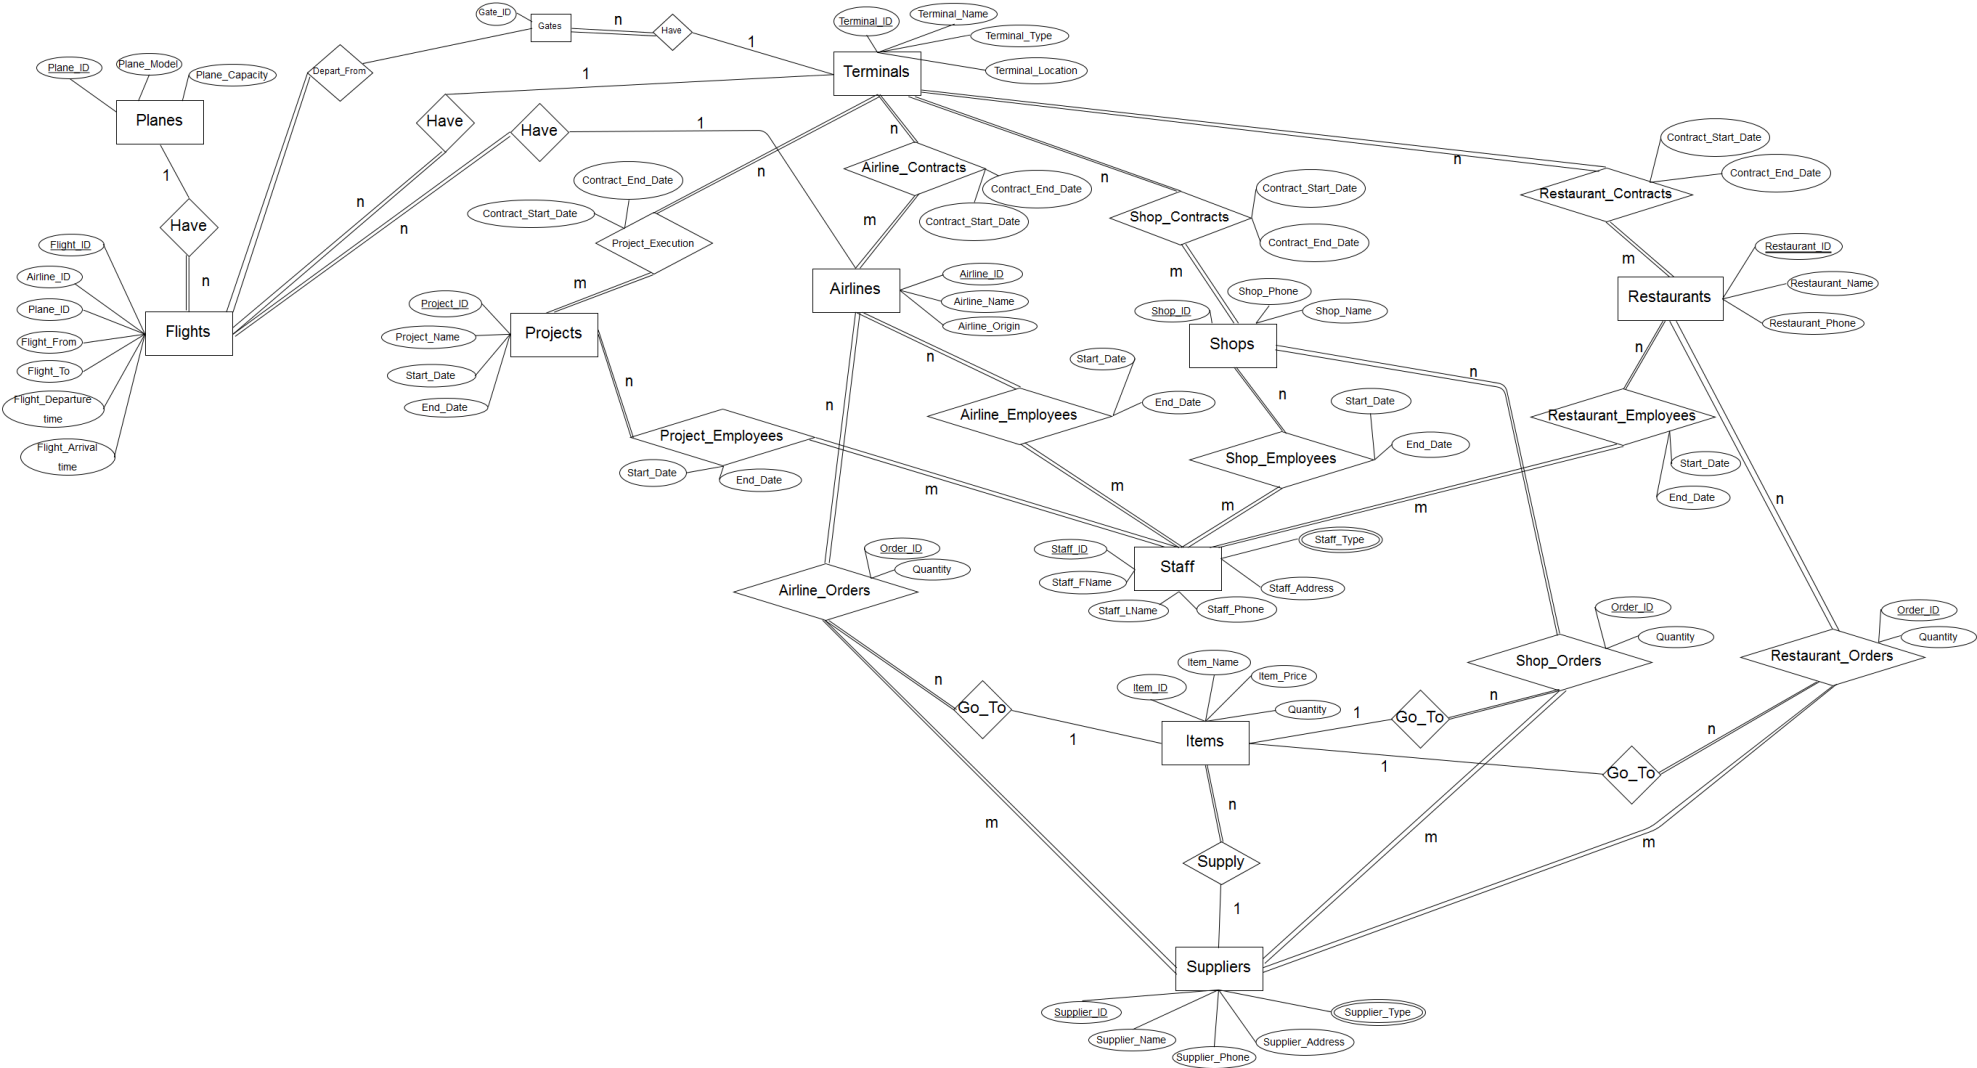 Gate_ID
Gates
n
Have
1
Terminal_ID
Terminal_Name
Terminal_Type
Terminal_Location
Terminals
Plane_ID
Plane_Model
Plane_Capacity
Planes
Depart_From
1
Have
Have
1
n
Airline_Contracts
Contract_End_Date
Contract_Start_Date
n
Contract_End_Date
Contract_Start_Date
Project_Execution
n
n
Shop_Contracts
Contract_Start_Date
Contract_End_Date
n
Contract_Start_Date
Contract_End_Date
Restaurant_Contracts
1
Have
n
n
n
m
m
m
m
Flight_ID
Airline_ID
Plane_ID
Flight_From
Flight_To
Flight_Departure
time
Flight_Arrival
time
Flights
Project_ID
Project_Name
Start_Date
End_Date
Projects
Airlines
Airline_ID
Airline_Name
Airline_Origin
Shop_ID
Shop_Phone
Shop_Name
Shops
Restaurants
Restaurant_ID
Restaurant_Name
Restaurant_Phone
n
n
n
n
n
n
Project_Employees
Start_Date
End_Date
Airline_Employees
Start_Date
End_Date
Shop_Employees
Start_Date
End_Date
Restaurant_Employees
Start_Date
End_Date
n
m
m
m
m
Staff_ID
Staff_FName
Staff_LName
Staff_Phone
Staff_Address
Staff_Type
Staff
Airline_Orders
Order_ID
Quantity
Shop_Orders
Order_ID
Quantity
Restaurant_Orders
Order_ID
Quantity
n
Go_To
1
Item_ID
Item_Name
Item_Price
Quantity
Items
1
Go_To
n
1
Go_To
n
n
Supply
1
m
m
m
Suppliers
Supplier_ID
Supplier_Name
Supplier_Phone
Supplier_Address
Supplier_Type